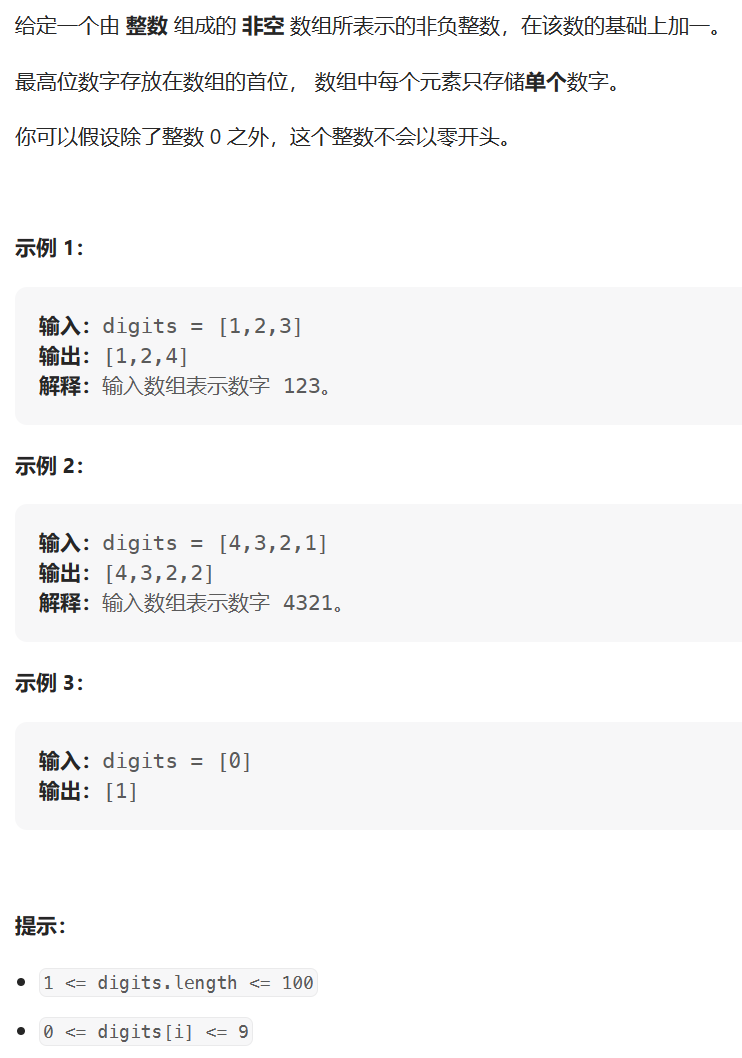 给定一个由 整数 组成的 非空 数组所表示的非负整数，在该数的基础上加一。
最高位数字存放在数组的首位， 数组中每个元素只存储单个数字。
你可以假设除了整数 0 之外，这个整数不会以零开头。
示例 1：
输入：digits = [1,2,3]
输出：[1,2,4]
解释：输入数组表示数字 123。
示例 2：
输入：digits = [4,3,2,1]
输出：[4,3,2,2]
解释：输入数组表示数字 4321。
示例 3：
输入：digits = [0]
输出：[1]
提示：
1 <= digits.length <= 100
0 <= digits[i] <= 9